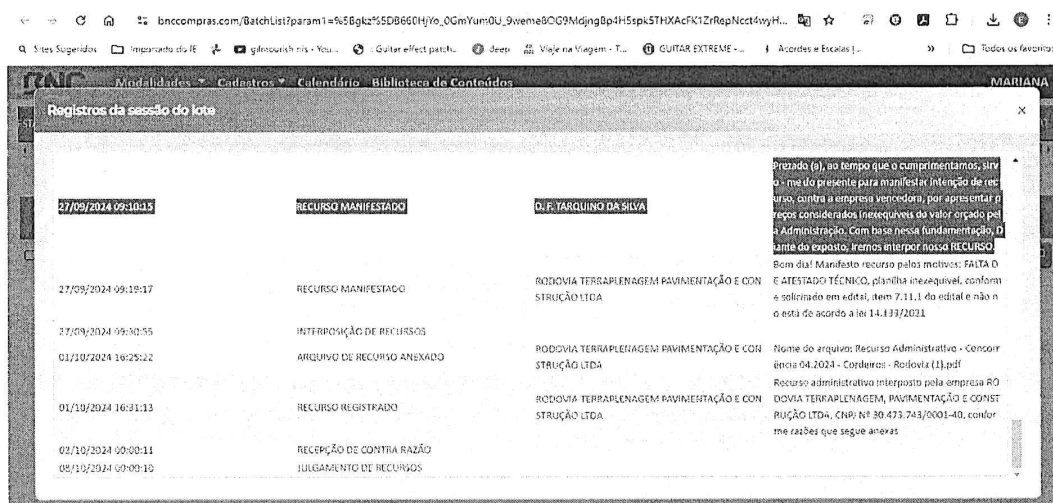 bnccompras.com/BatchList?param1=%5Bgkz%5DB660HjYo_0GmYum0U_9weme8OG9MdjngBp4H5spk5THXAcFK1ZrRepNcct4wyH...
Sites Sugeridos Importado do IE gilmourish nis - You... : Guitar effect patch... deep Viaje na Viagem - T... GUITAR EXTREME -... Acordes e Escalas |... » Todos os favoritos
BNC Modalidades Cadastros Calendário Biblioteca de Conteúdos MARIANA
Registros da sessão do lote ×
Prezado (a), ao tempo que o cumprimentamos, sirv
o - me do presente para manifestar intenção de rec
urso, contra a empresa vencedora, por apresentar p
27/09/2024 09:10:15 RECURSO MANIFESTADO D. F. TARQUINO DA SILVA
reços considerados inexequíveis do valor orçado pel
a Administração. Com base nessa fundamentação, D
iante do exposto, iremos interpor nosso RECURSO.
Bom dia! Manifesto recurso pelos motivos: FALTA D
27/09/2024 09:19:17 RECURSO MANIFESTADO RODOVIA TERRAPLENAGEM PAVIMENTAÇÃO E CON
STRUÇÃO LTDA
E ATESTADO TÉCNICO, planilha inexequivel, conform
e solicitado em edital, item 7.11.1 do edital e não n
o está de acordo a lei 14.133/2021
27/09/2024 09:30:55 INTERPOSIÇÃO DE RECURSOS
01/10/2024 16:25:22 ARQUIVO DE RECURSO ANEXADO RODOVIA TERRAPLENAGEM PAVIMENTAÇÃO E CON
STRUÇÃO LTDA
Nome do arquivo: Recurso Administrativo - Concorr
ência 04.2024 - Cordeiros - Rodovia (1).pdf
Recurso administrativo interposto pela empresa RO
01/10/2024 16:31:13 RECURSO REGISTRADO RODOVIA TERRAPLENAGEM PAVIMENTAÇÃO E CON
STRUÇÃO LTDA
DOVIA TERRAPLENAGEM, PAVIMENTAÇÃO E CONST
RUÇÃO LTDA, CNPJ Nº 30.473.743/0001-40, confor
me razões que segue anexas
02/10/2024 00:00:11 RECEPÇÃO DE CONTRA RAZÃO
08/10/2024 00:00:10 JULGAMENTO DE RECURSOS